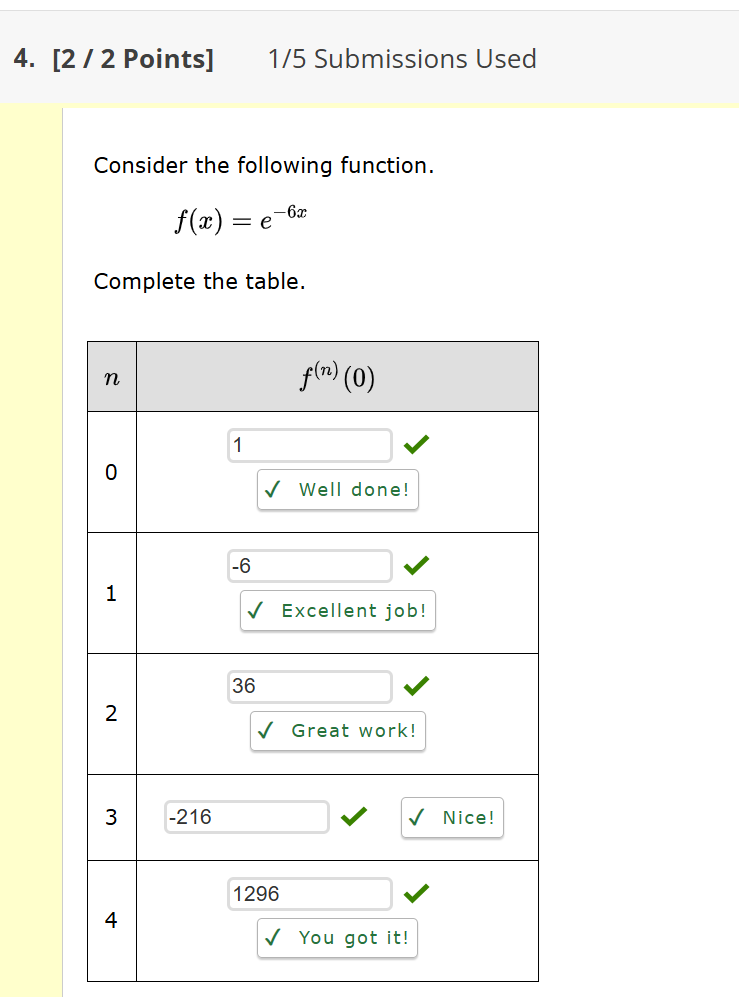 4. [2 / 2 Points] 1/5 Submissions Used
Consider the following function.
f(x) = e^{−6x}
Complete the table.
n f^{(n)}(0)
0 1 ✓
✓ Well done!
1 -6 ✓
✓ Excellent job!
2 36 ✓
✓ Great work!
3 -216 ✓ ✓ Nice!
4 1296 ✓
✓ You got it!